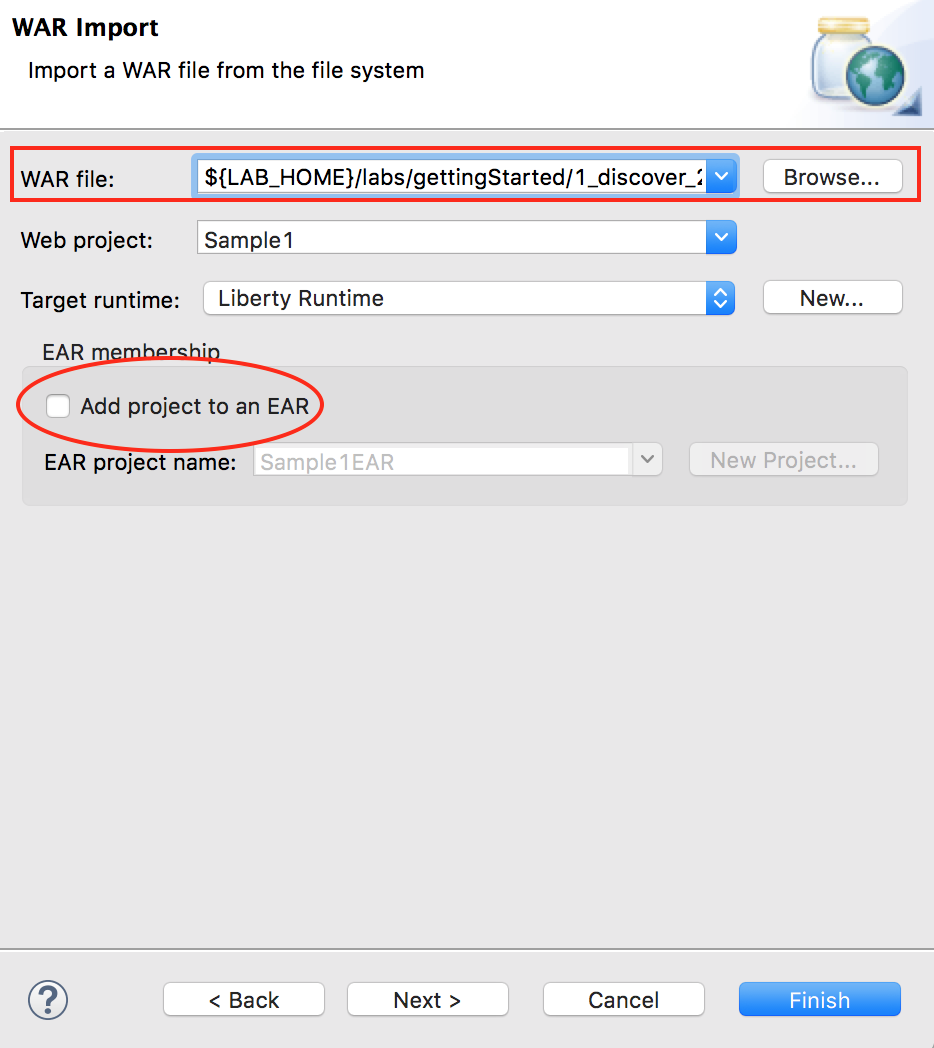 WAR Import
Import a WAR file from the file system
WAR file: ${LAB_HOME}/labs/gettingStarted/1_discover_2 Browse...
Web project: Sample1
Target runtime: Liberty Runtime New...
EAR membership
Add project to an EAR
EAR project name: Sample1EAR New Project...
? < Back Next > Cancel Finish